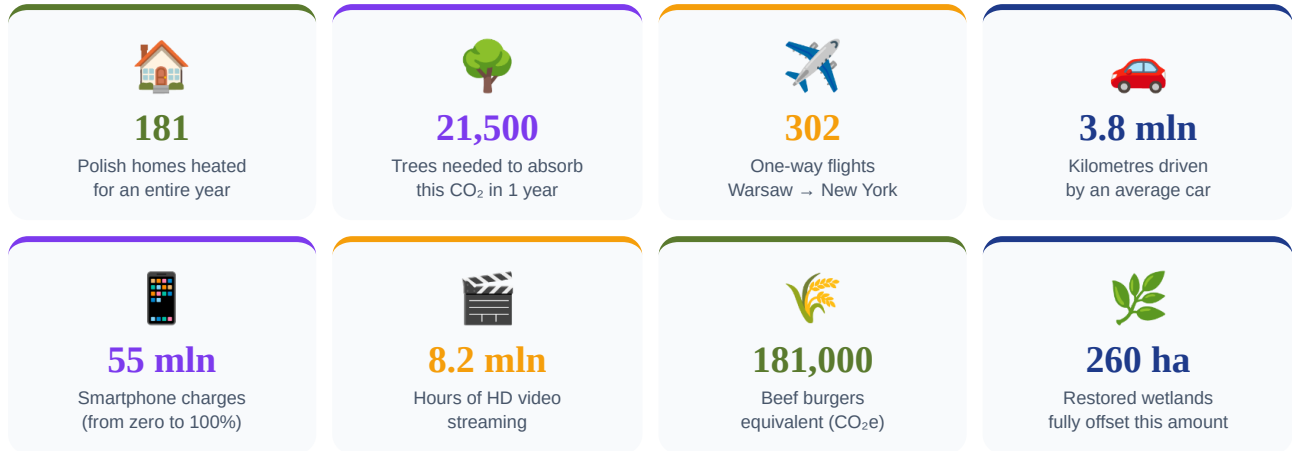 181
Polish homes heated
for an entire year
21,500
Trees needed to absorb
this CO₂ in 1 year
302
One-way flights
Warsaw → New York
3.8 mln
Kilometres driven
by an average car
55 mln
Smartphone charges
(from zero to 100%)
8.2 mln
Hours of HD video
streaming
181,000
Beef burgers
equivalent (CO₂e)
260 ha
Restored wetlands
fully offset this amount